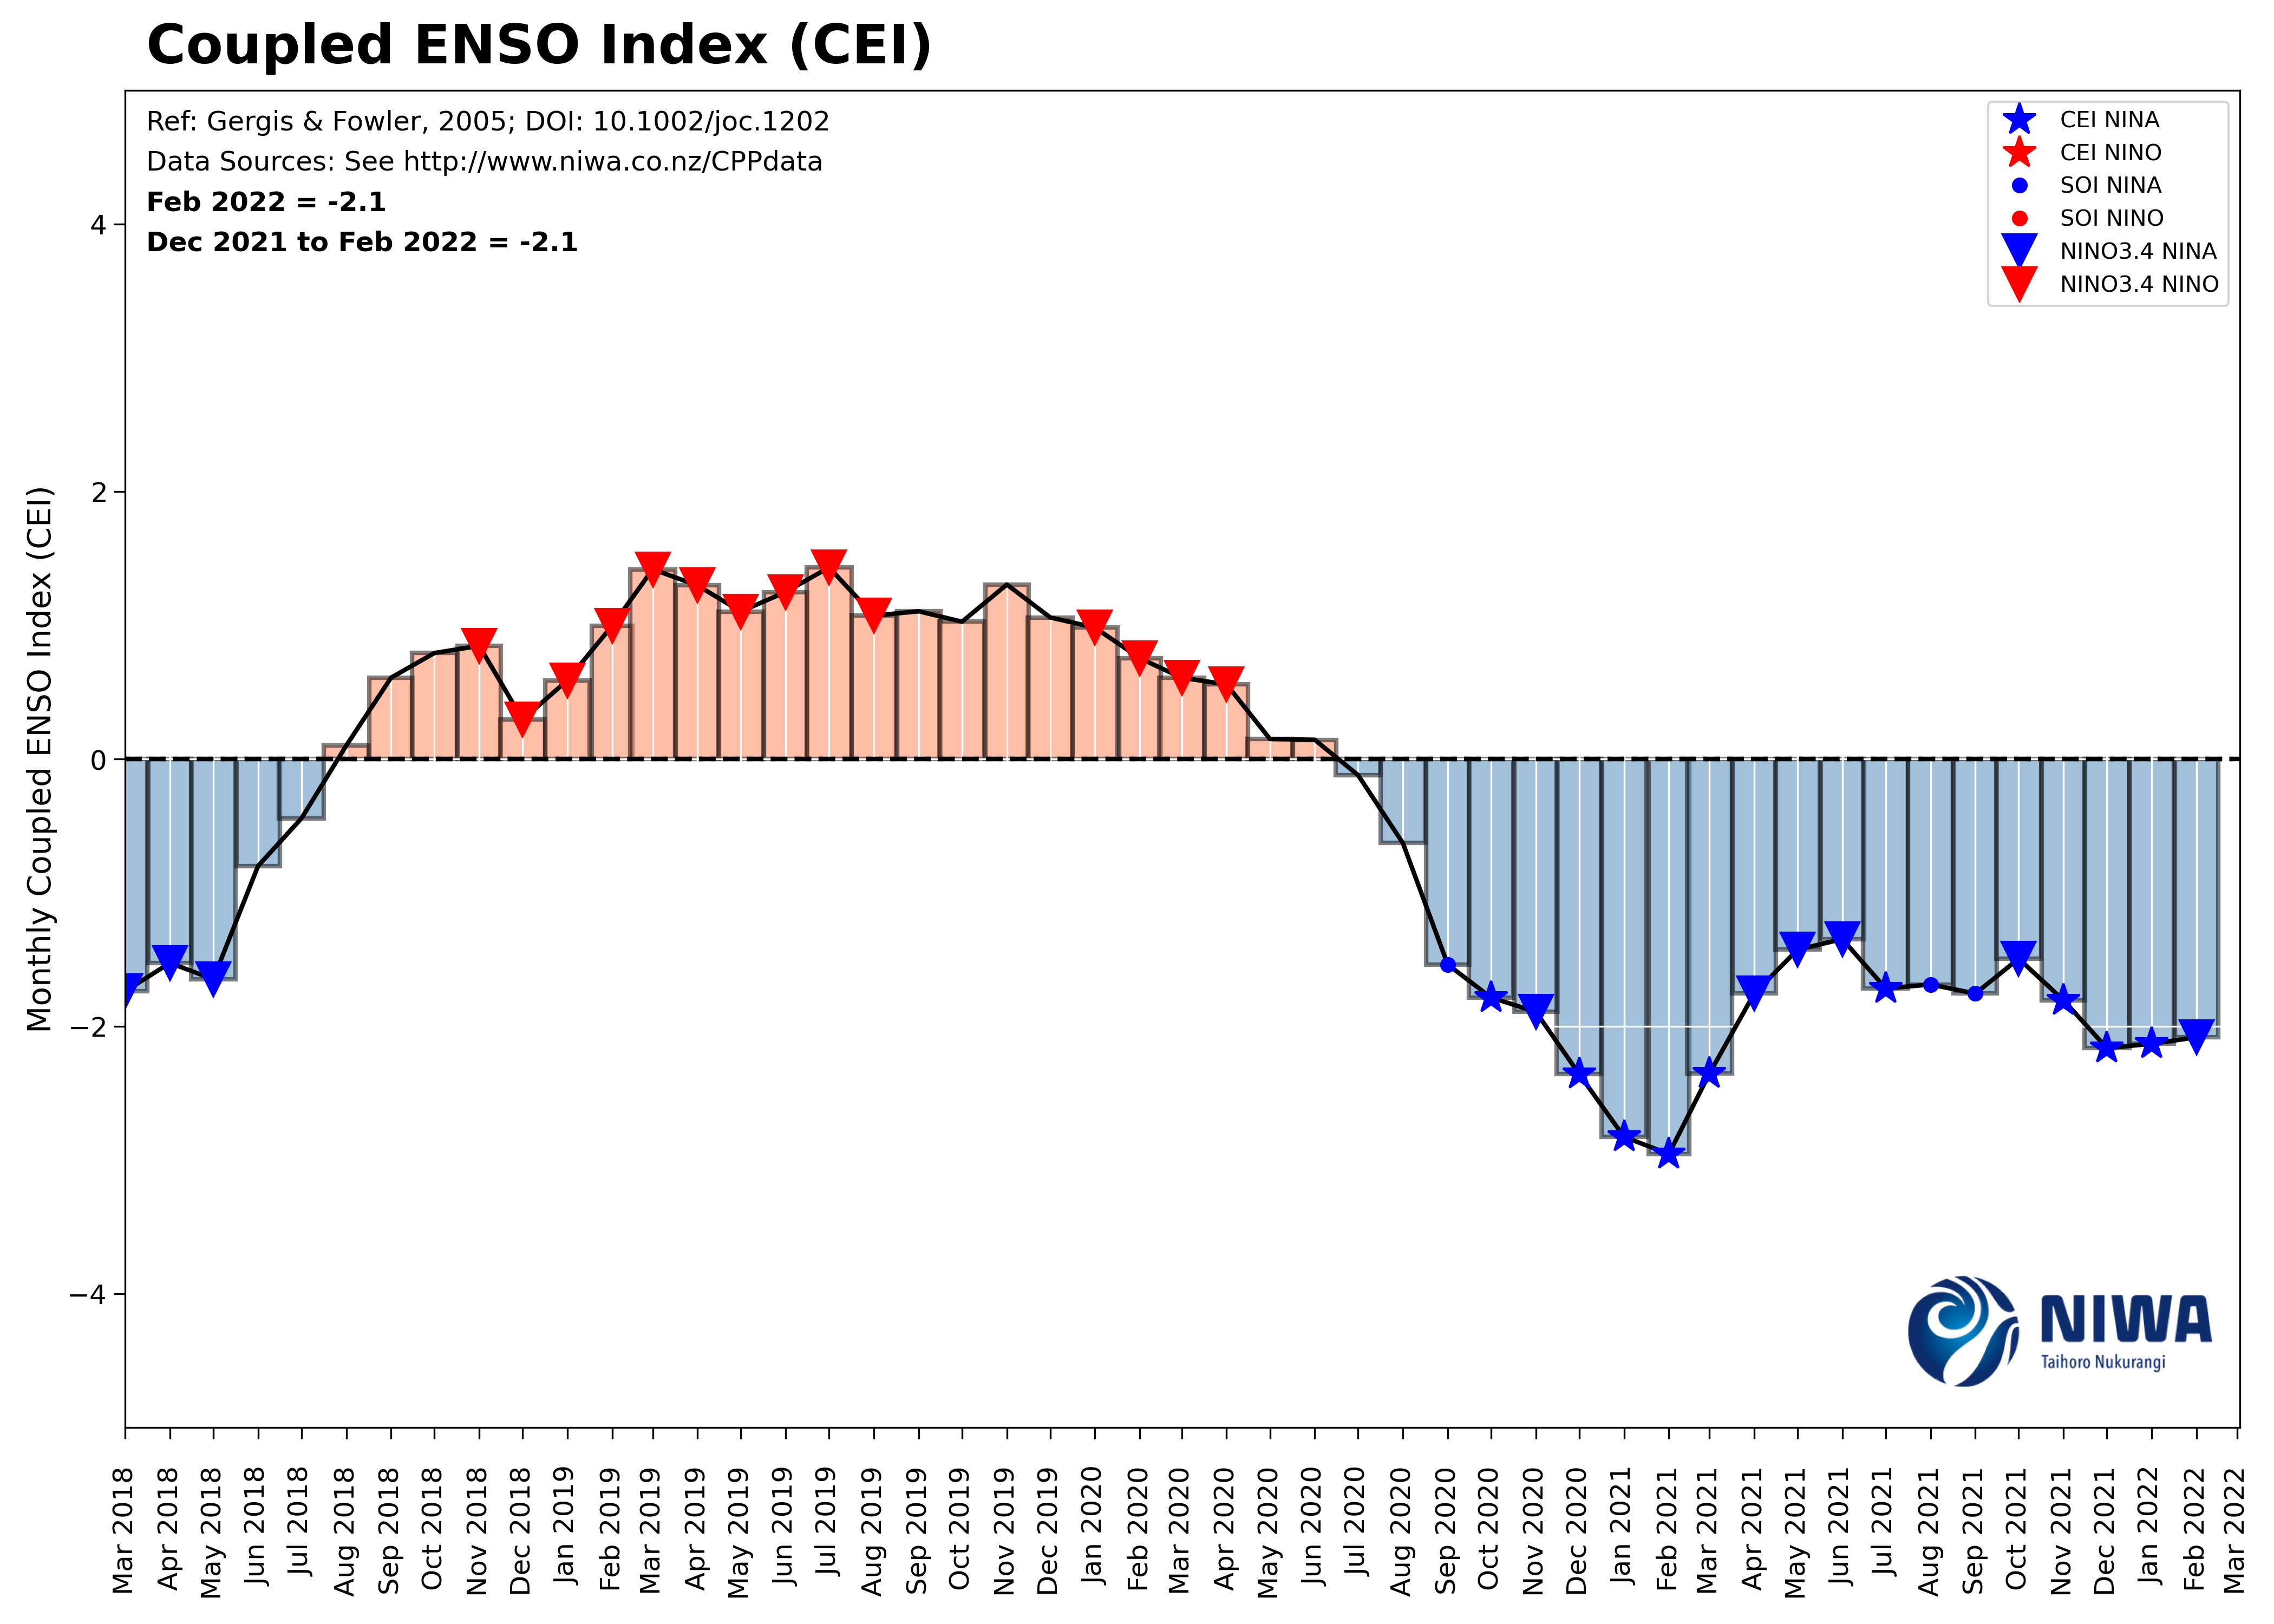 Coupled ENSO Index (CEI)
Ref: Gergis & Fowler, 2005; DOI: 10.1002/joc.1202
Data Sources: See http://www.niwa.co.nz/CPPdata
Feb 2022 = -2.1
Dec 2021 to Feb 2022 = -2.1
CEI NINA
CEI NINO
SOI NINA
SOI NINO
NINO3.4 NINA
NINO3.4 NINO
Monthly Coupled ENSO Index (CEI)
4
2
0
−2
−4
NIWA
Taihoro Nukurangi
Mar 2018
Apr 2018
May 2018
Jun 2018
Jul 2018
Aug 2018
Sep 2018
Oct 2018
Nov 2018
Dec 2018
Jan 2019
Feb 2019
Mar 2019
Apr 2019
May 2019
Jun 2019
Jul 2019
Aug 2019
Sep 2019
Oct 2019
Nov 2019
Dec 2019
Jan 2020
Feb 2020
Mar 2020
Apr 2020
May 2020
Jun 2020
Jul 2020
Aug 2020
Sep 2020
Oct 2020
Nov 2020
Dec 2020
Jan 2021
Feb 2021
Mar 2021
Apr 2021
May 2021
Jun 2021
Jul 2021
Aug 2021
Sep 2021
Oct 2021
Nov 2021
Dec 2021
Jan 2022
Feb 2022
Mar 2022